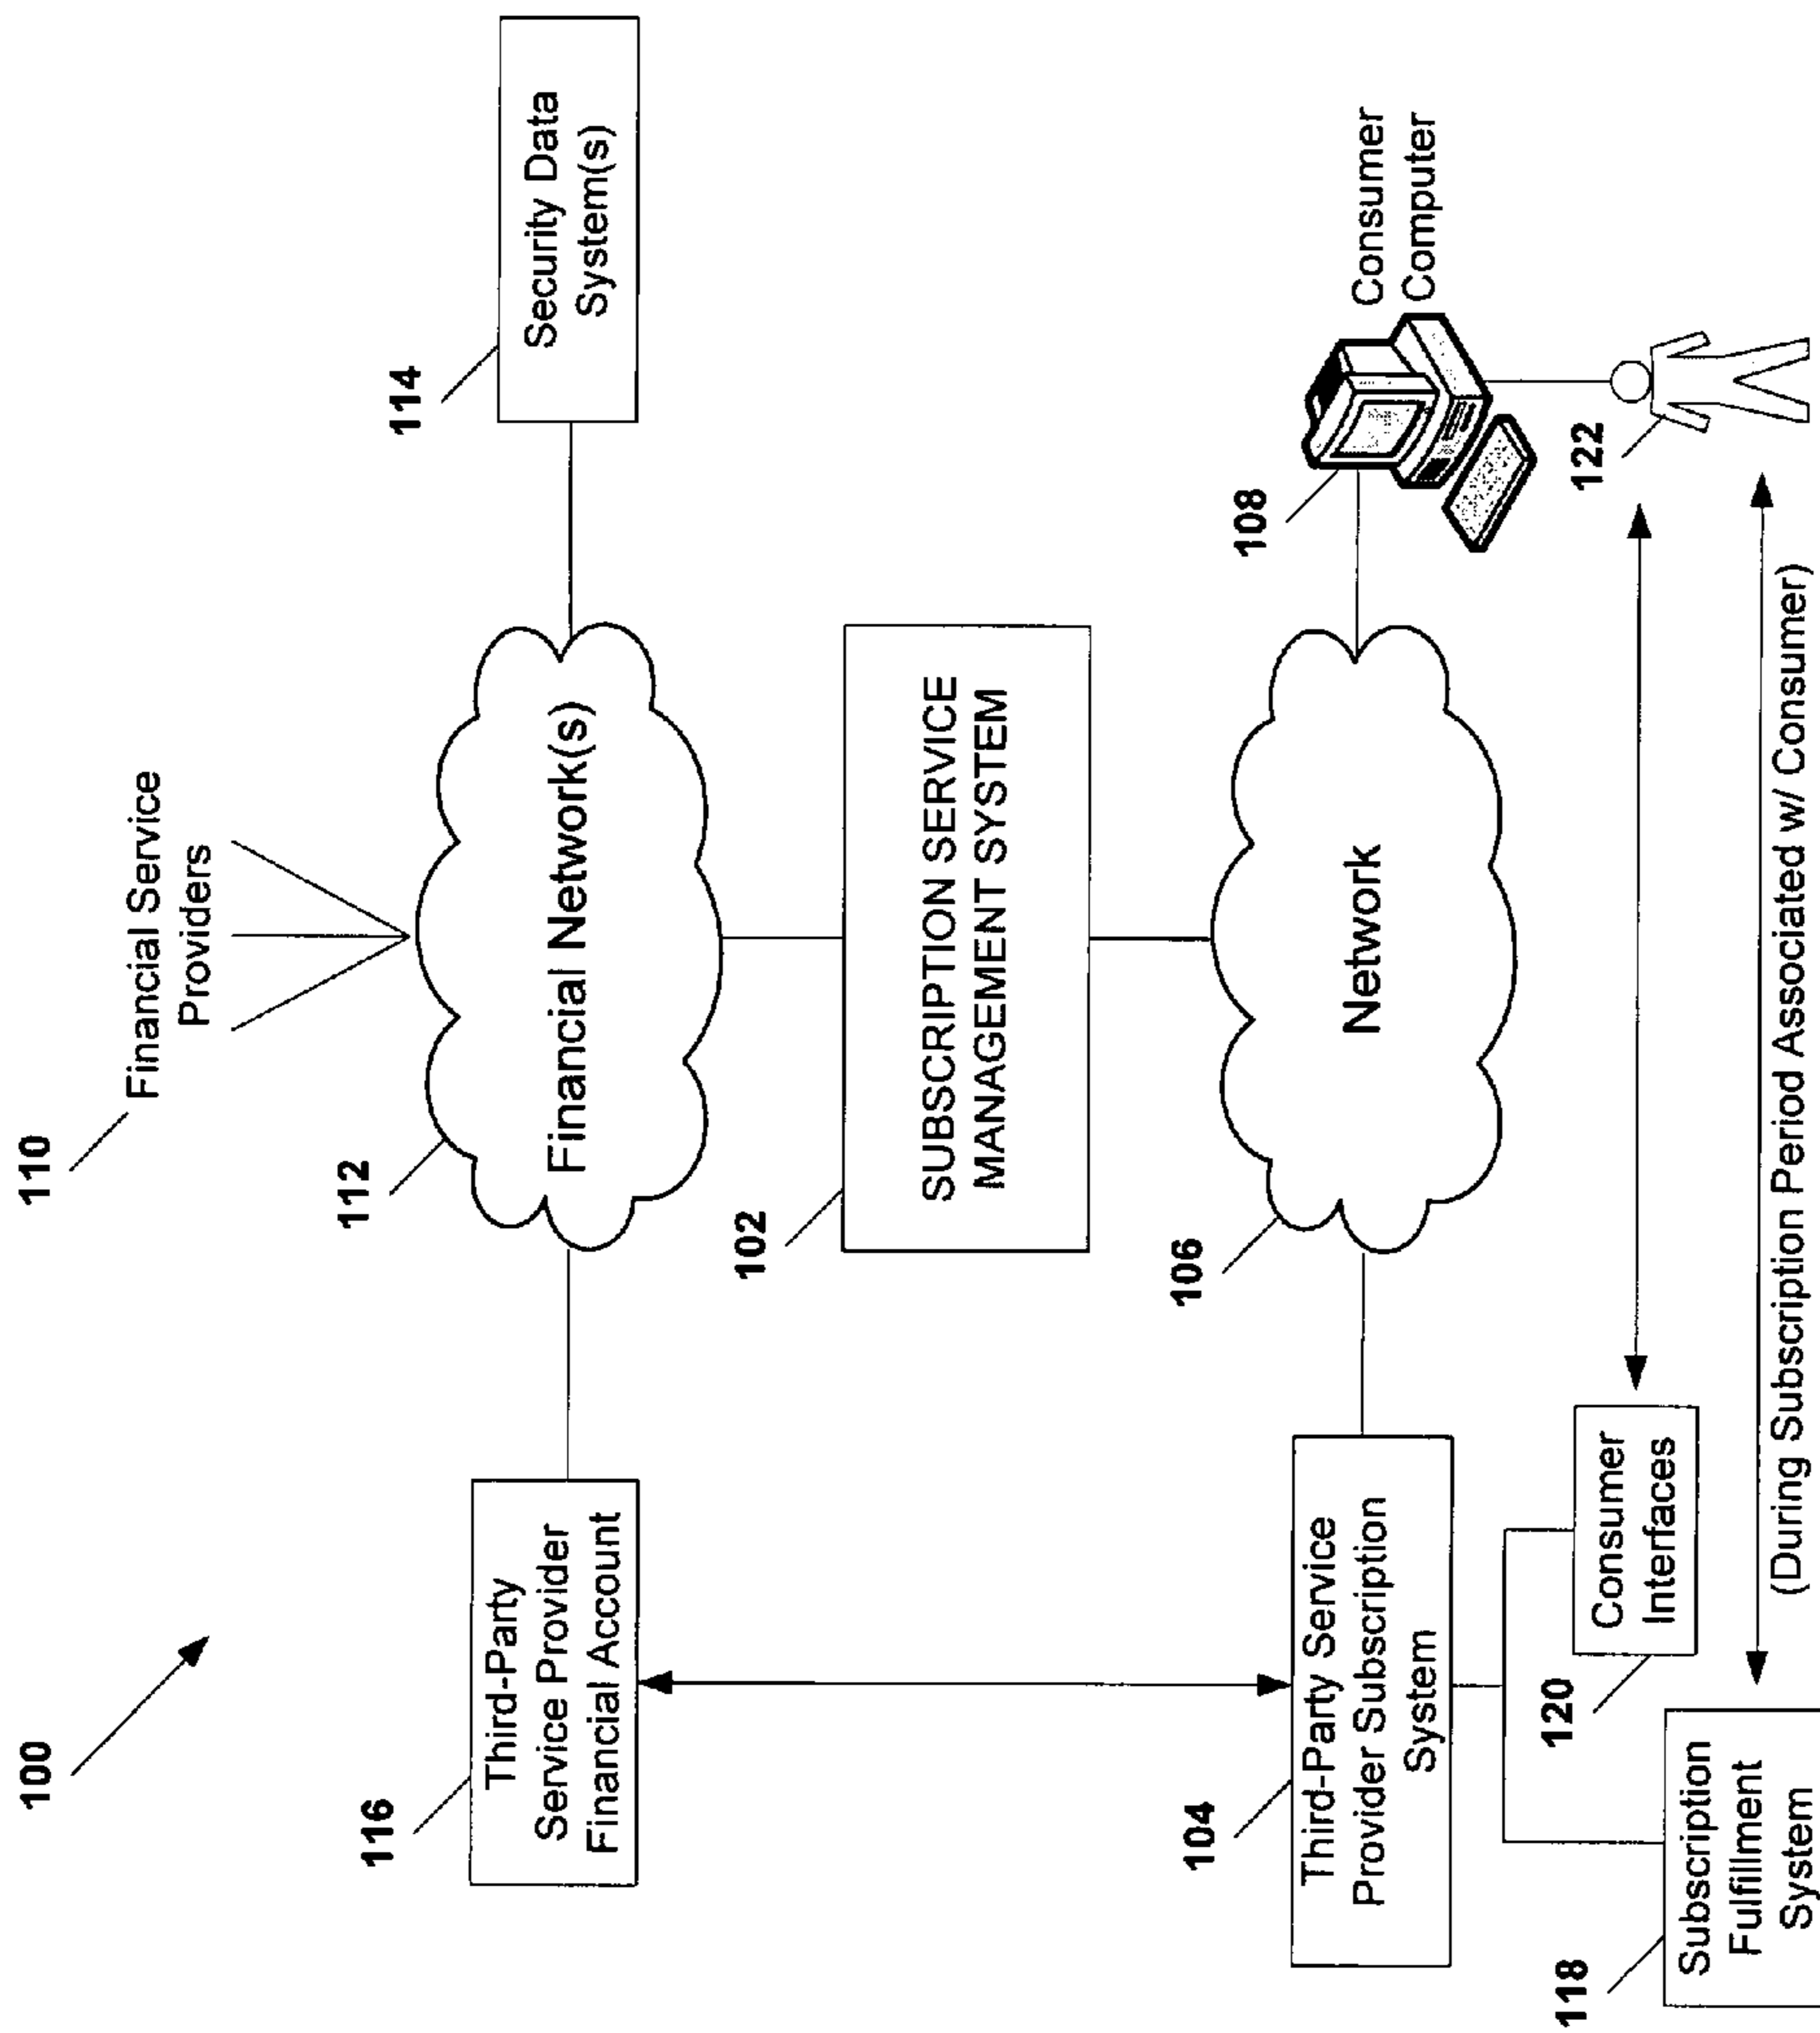 100
110
Financial Service
Providers
116
Third-Party
Service Provider
Financial Account
112
Financial Network(s)
114
Security Data
System(s)
102
SUBSCRIPTION SERVICE
MANAGEMENT SYSTEM
104
Third-Party Service
Provider Subscription
System
106
Network
108
Consumer
Computer
118
Subscription
Fulfillment
System
120
Consumer
Interfaces
122
(During Subscription Period Associated w/ Consumer)